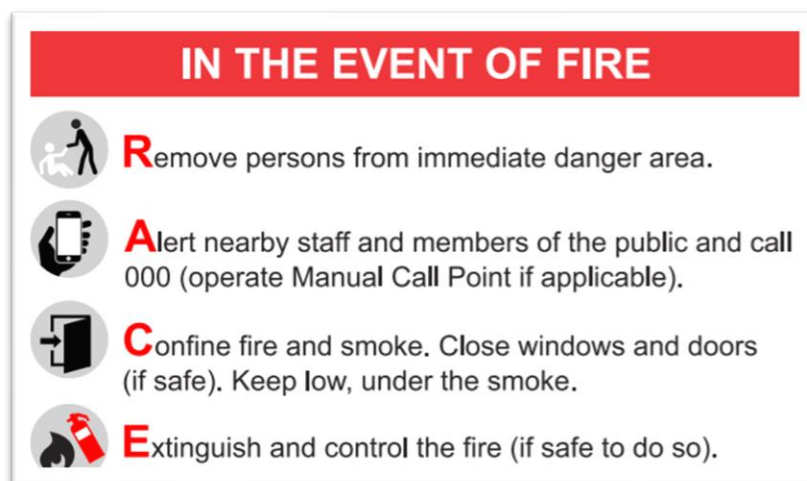 IN THE EVENT OF FIRE
Remove persons from immediate danger area.
Alert nearby staff and members of the public and call
000 (operate Manual Call Point if applicable).
Confine fire and smoke. Close windows and doors
(if safe). Keep low, under the smoke.
Extinguish and control the fire (if safe to do so).